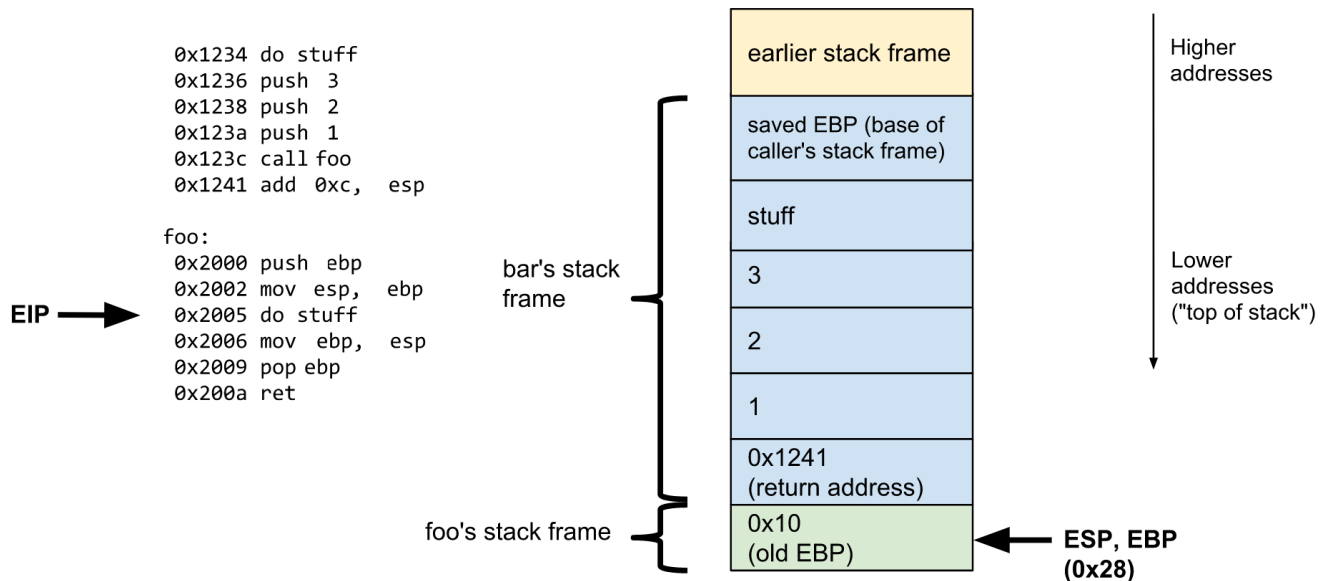 0x1234 do stuff
0x1236 push 3
0x1238 push 2
0x123a push 1
0x123c call foo
0x1241 add 0xc, esp
foo:
0x2000 push ebp
0x2002 mov esp, ebp
0x2005 do stuff
0x2006 mov ebp, esp
0x2009 pop ebp
0x200a ret
EIP
bar's stack
frame
foo's stack frame
earlier stack frame
saved EBP (base of
caller's stack frame)
stuff
3
2
1
0x1241
(return address)
0x10
(old EBP)
ESP, EBP
(0x28)
Higher
addresses
Lower
addresses
("top of stack")